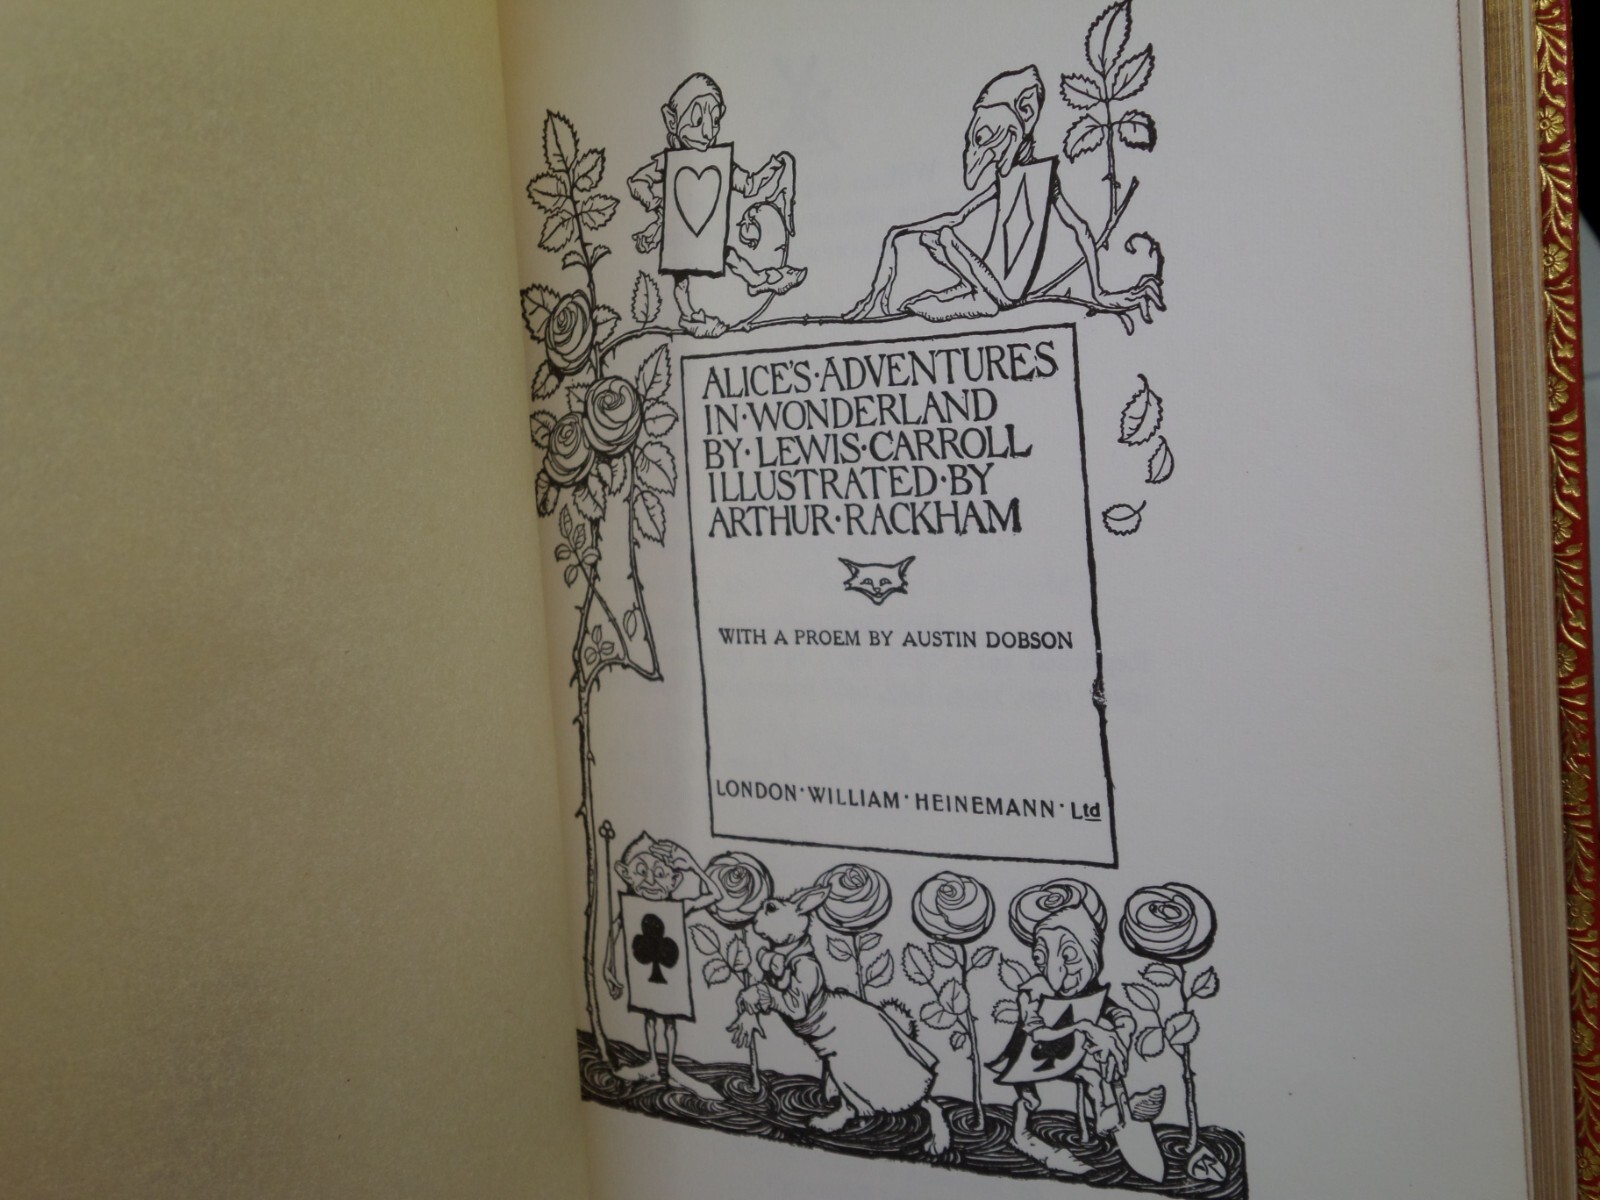 ALICE'S·ADVENTURES
IN·WONDERLAND
BY·LEWIS·CARROLL
ILLUSTRATED·BY
ARTHUR·RACKHAM
WITH A PROEM BY AUSTIN DOBSON
LONDON·WILLIAM·HEINEMANN·Ltd